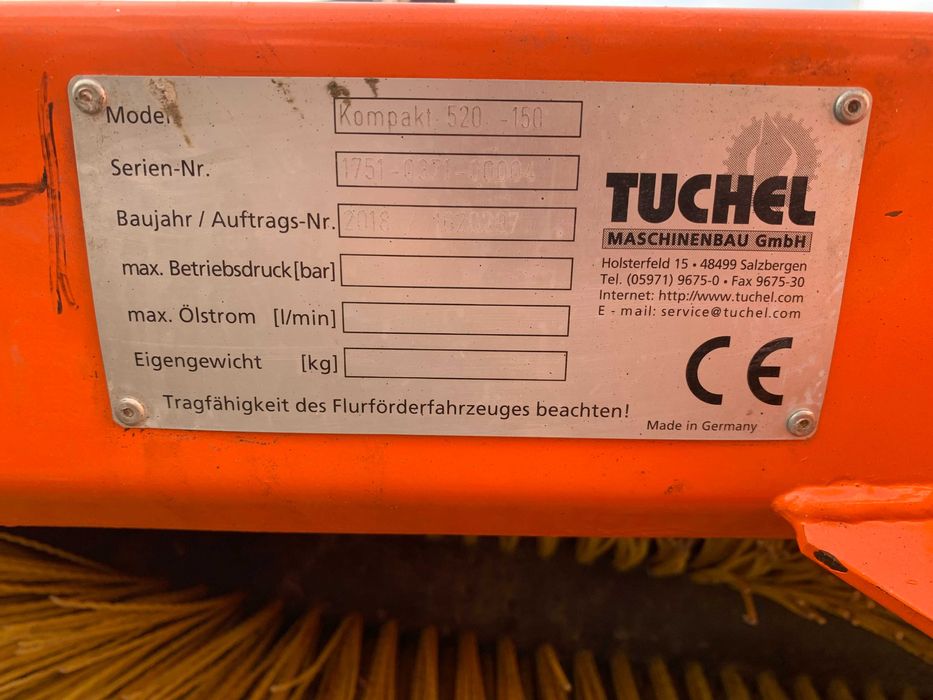 Model Kompakt 520 -150
Serien-Nr.
Baujahr / Auftrags-Nr. 2018
max. Betriebsdruck [bar]
max. Ölstrom [l/min]
Eigengewicht [kg]
Tragfähigkeit des Flurförderfahrzeuges beachten!
TUCHEL
MASCHINENBAU GmbH
Holsterfeld 15 • 48499 Salzbergen
Tel. (05971) 9675-0 • Fax 9675-30
Internet: http://www.tuchel.com
E - mail: service@tuchel.com
CE
Made in Germany